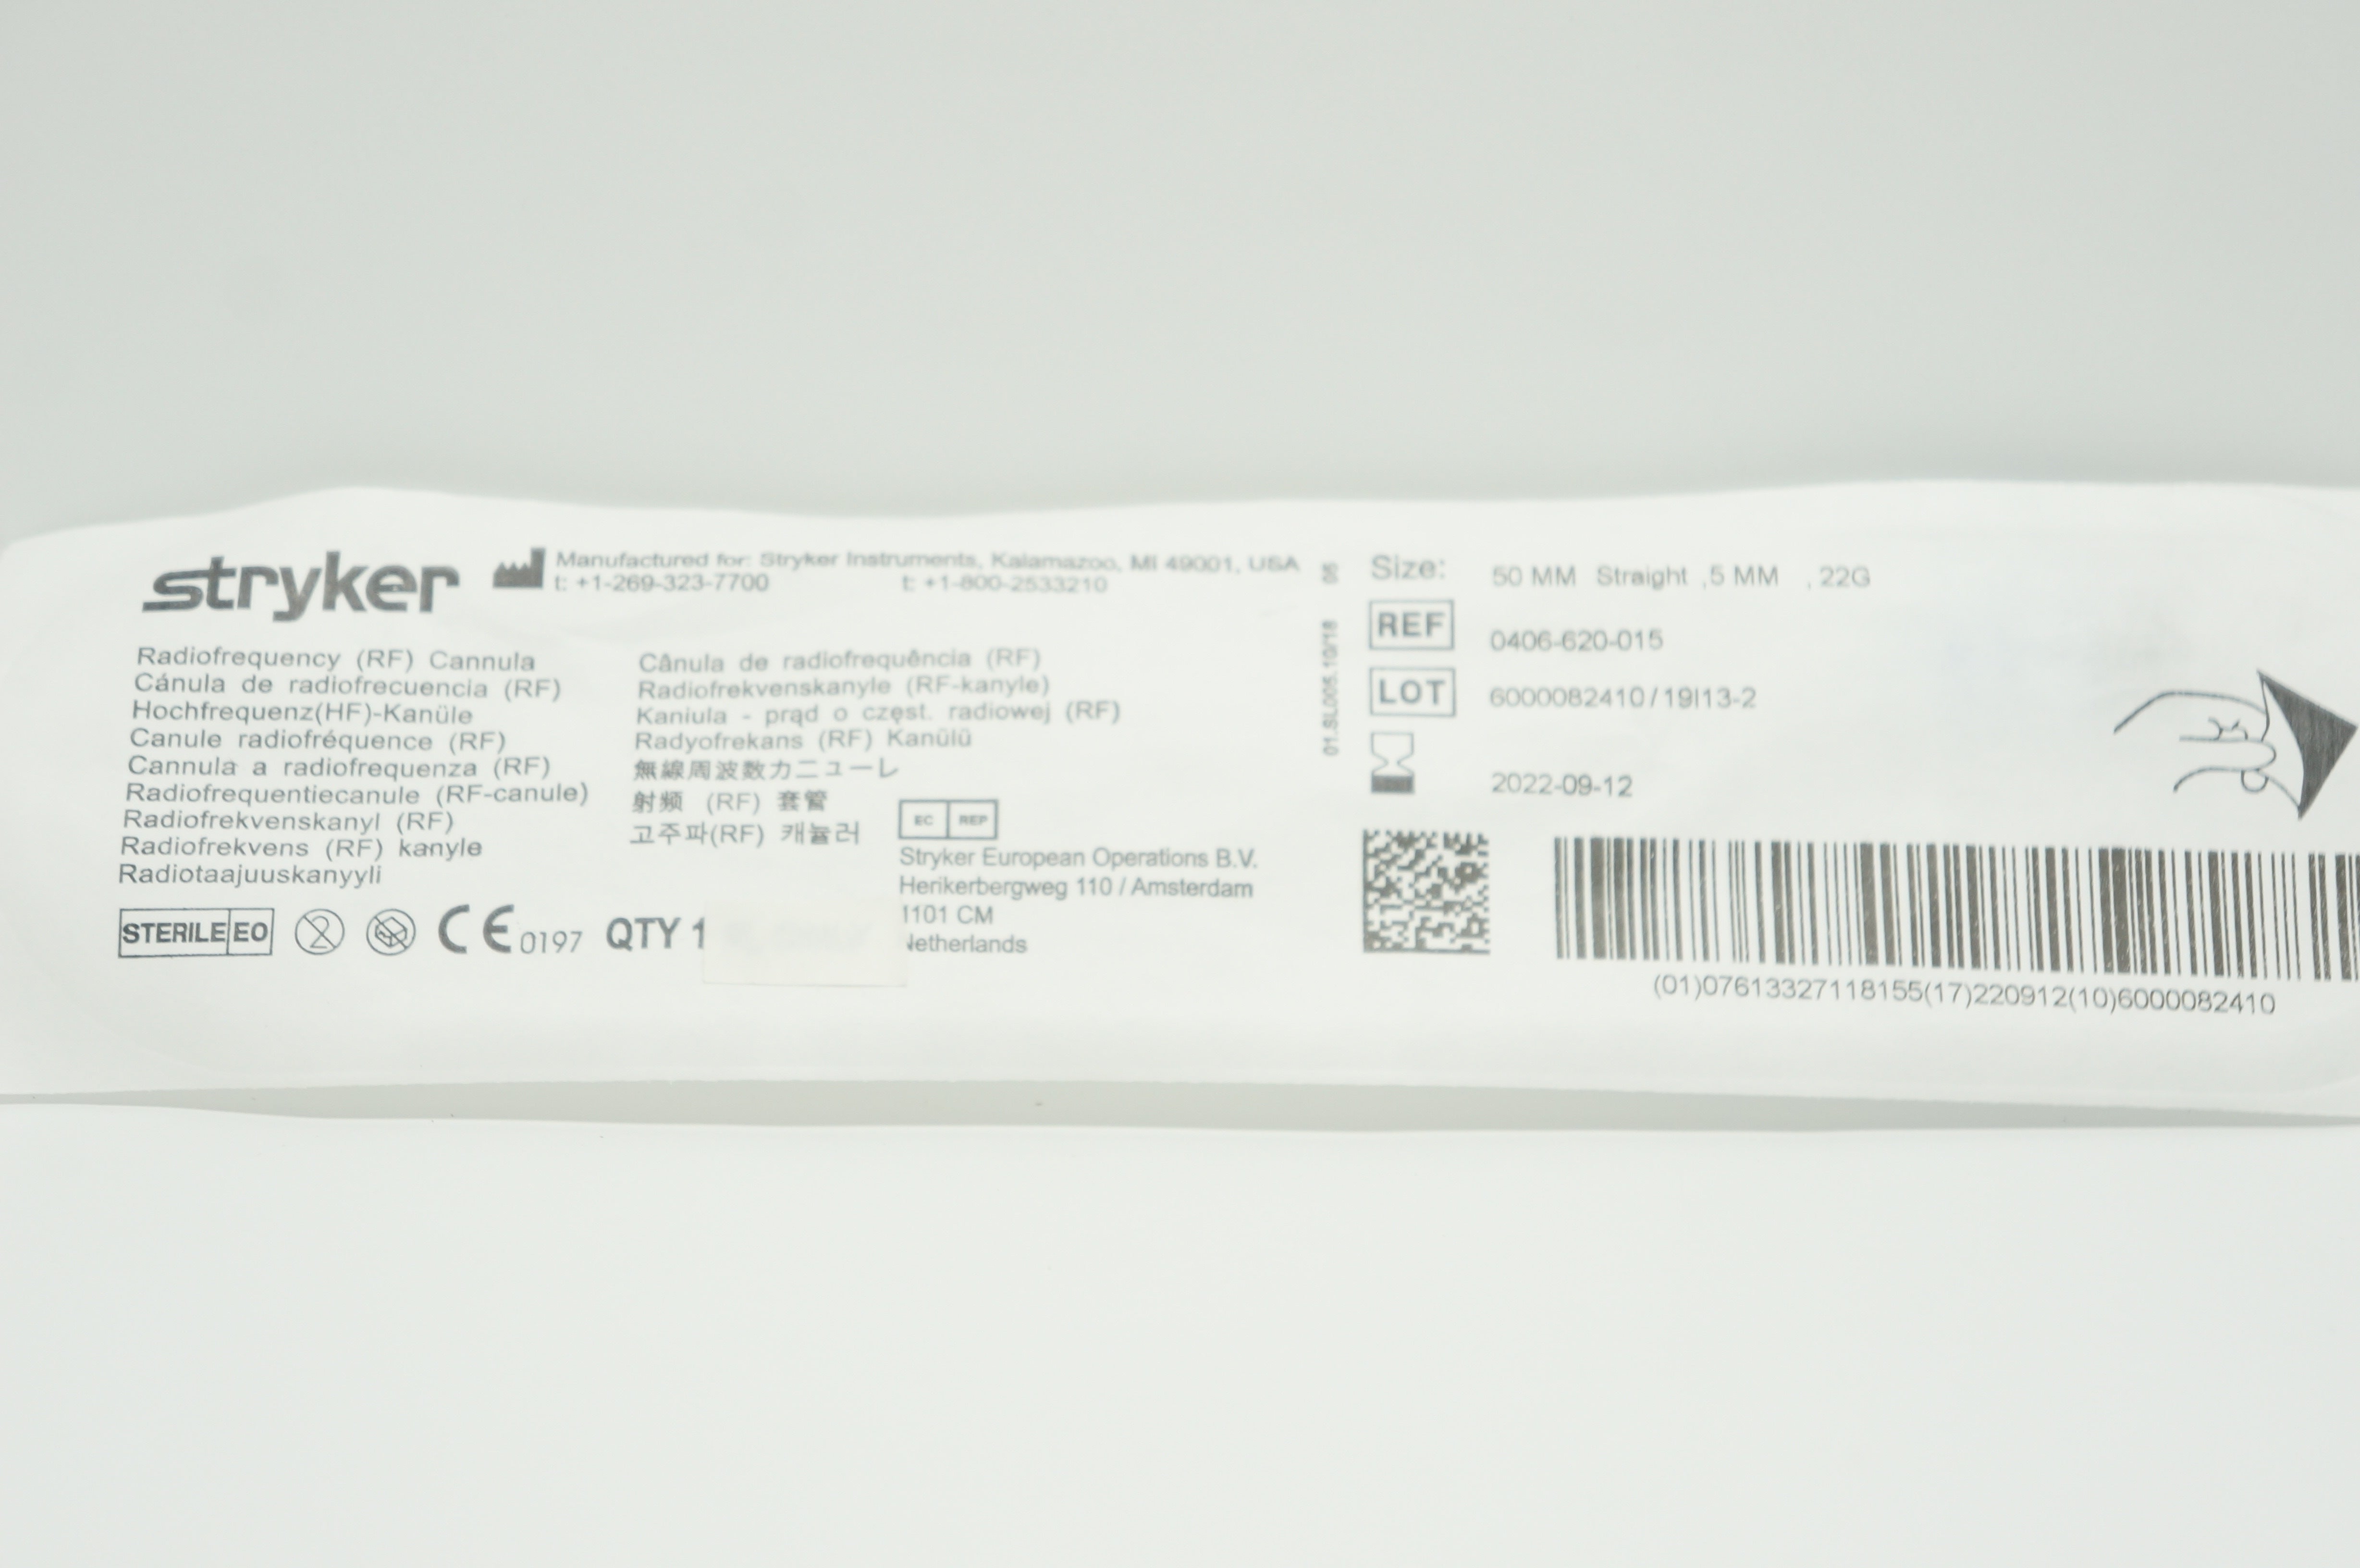 stryker
Manufactured for: Stryker Instruments, Kalamazoo, MI 49001, USA
t: +1-269-323-7700 t: +1-800-2533210
Radiofrequency (RF) Cannula
Cánula de radiofrecuencia (RF)
Hochfrequenz(HF)-Kanüle
Canule radiofréquence (RF)
Cannula a radiofrequenza (RF)
Radiofrequentiecanule (RF-canule)
Radiofrekvenskanyl (RF)
Radiofrekvens (RF) kanyle
Radiotaajuuskanyyli
Cânula de radiofrequência (RF)
Radiofrekvenskanyle (RF-kanyle)
Kaniula - prąd o częst. radiowej (RF)
Radyofrekans (RF) Kanülü
無線周波数カニューレ
射频 (RF) 套管
고주파(RF) 캐뉼러
EC REP
Stryker European Operations B.V.
Herikerbergweg 110 / Amsterdam
1101 CM
Netherlands
STERILE EO
2
CE 0197
QTY 1
01.SL005.10/18 05
Size: 50 MM Straight ,5 MM , 22G
REF 0406-620-015
LOT 6000082410/19I13-2
2022-09-12
(01)07613327118155(17)220912(10)6000082410